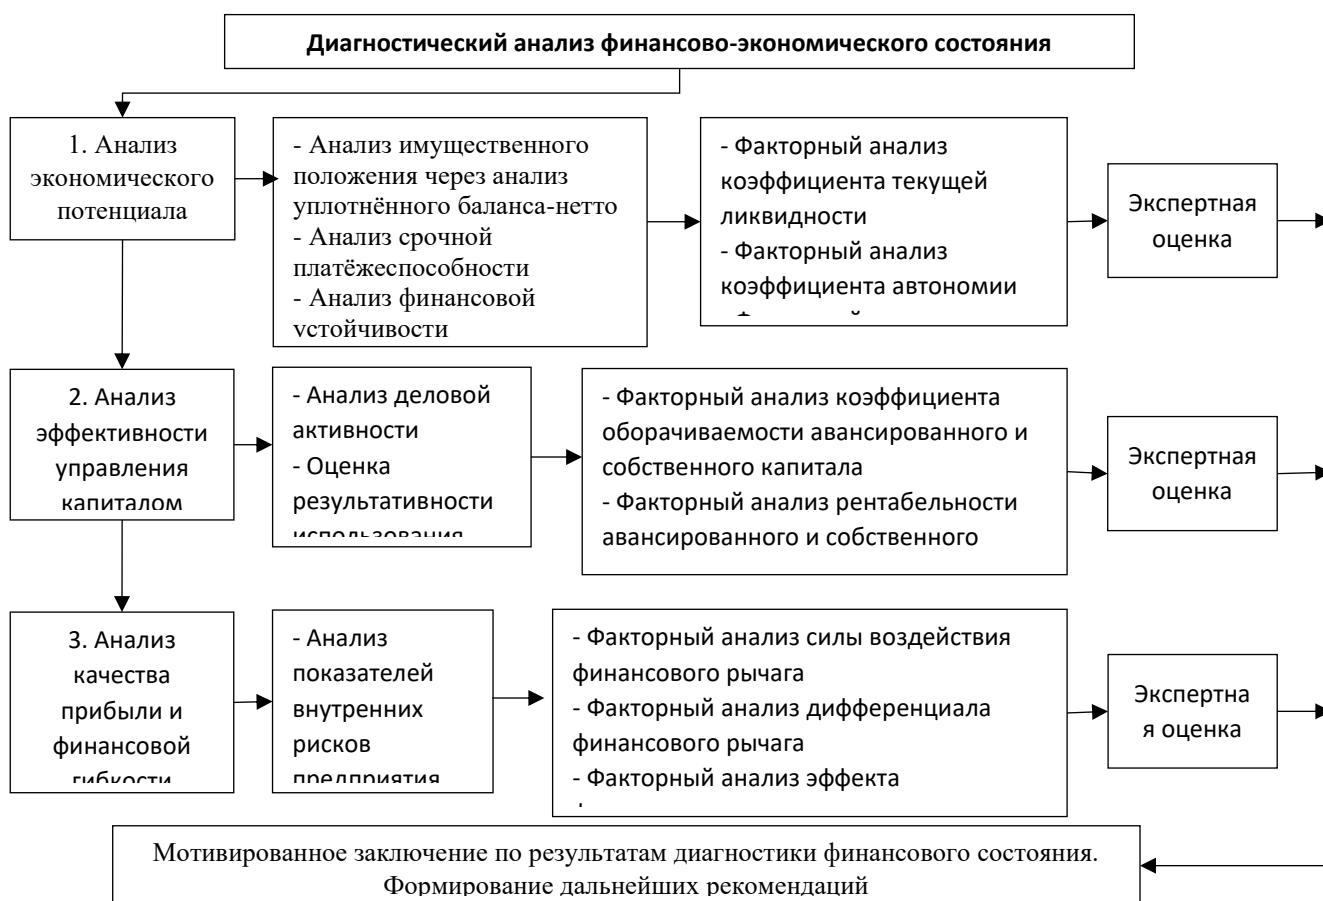 Диагностический анализ финансово-экономического состояния
1. Анализ
экономического
потенциала
- Анализ имущественного
положения через анализ
уплотнённого баланса-нетто
- Анализ срочной
платёжеспособности
- Анализ финансовой
устойчивости
- Факторный анализ
коэффициента текущей
ликвидности
- Факторный анализ
коэффициента автономии
Экспертная
оценка
2. Анализ
эффективности
управления
капиталом
- Анализ деловой
активности
- Оценка
результативности
использования
- Факторный анализ коэффициента
оборачиваемости авансированного и
собственного капитала
- Факторный анализ рентабельности
авансированного и собственного
Экспертная
оценка
3. Анализ
качества
прибыли и
финансовой
гибкости
- Анализ
показателей
внутренних
рисков
предприятия
- Факторный анализ силы воздействия
финансового рычага
- Факторный анализ дифференциала
финансового рычага
- Факторный анализ эффекта
Экспертна
я оценка
Мотивированное заключение по результатам диагностики финансового состояния.
Формирование дальнейших рекомендаций